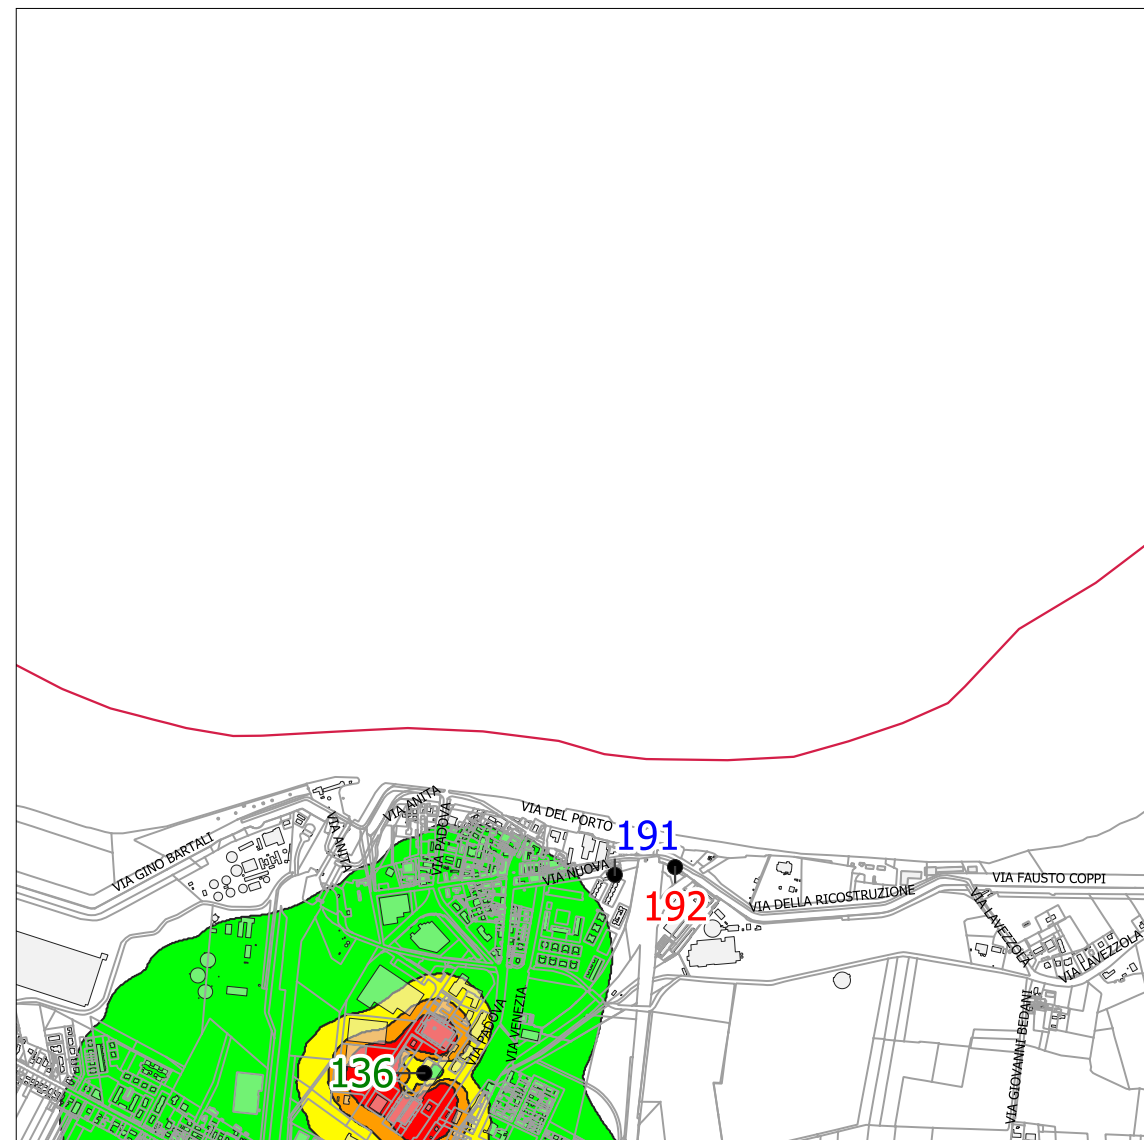 VIA ANITA
VIA DEL PORTO
VIA PADOVA
VIA ANITA
191
VIA GINO BARTALI
VIA NUOVA
VIA FAUSTO COPPI
192
VIA DELLA RICOSTRUZIONE
VIA LAVEZZOLA
VIA LAVEZZOLA
VIA PADOVA
VIA VENEZIA
VIA GIOVANNI BEDANI
136